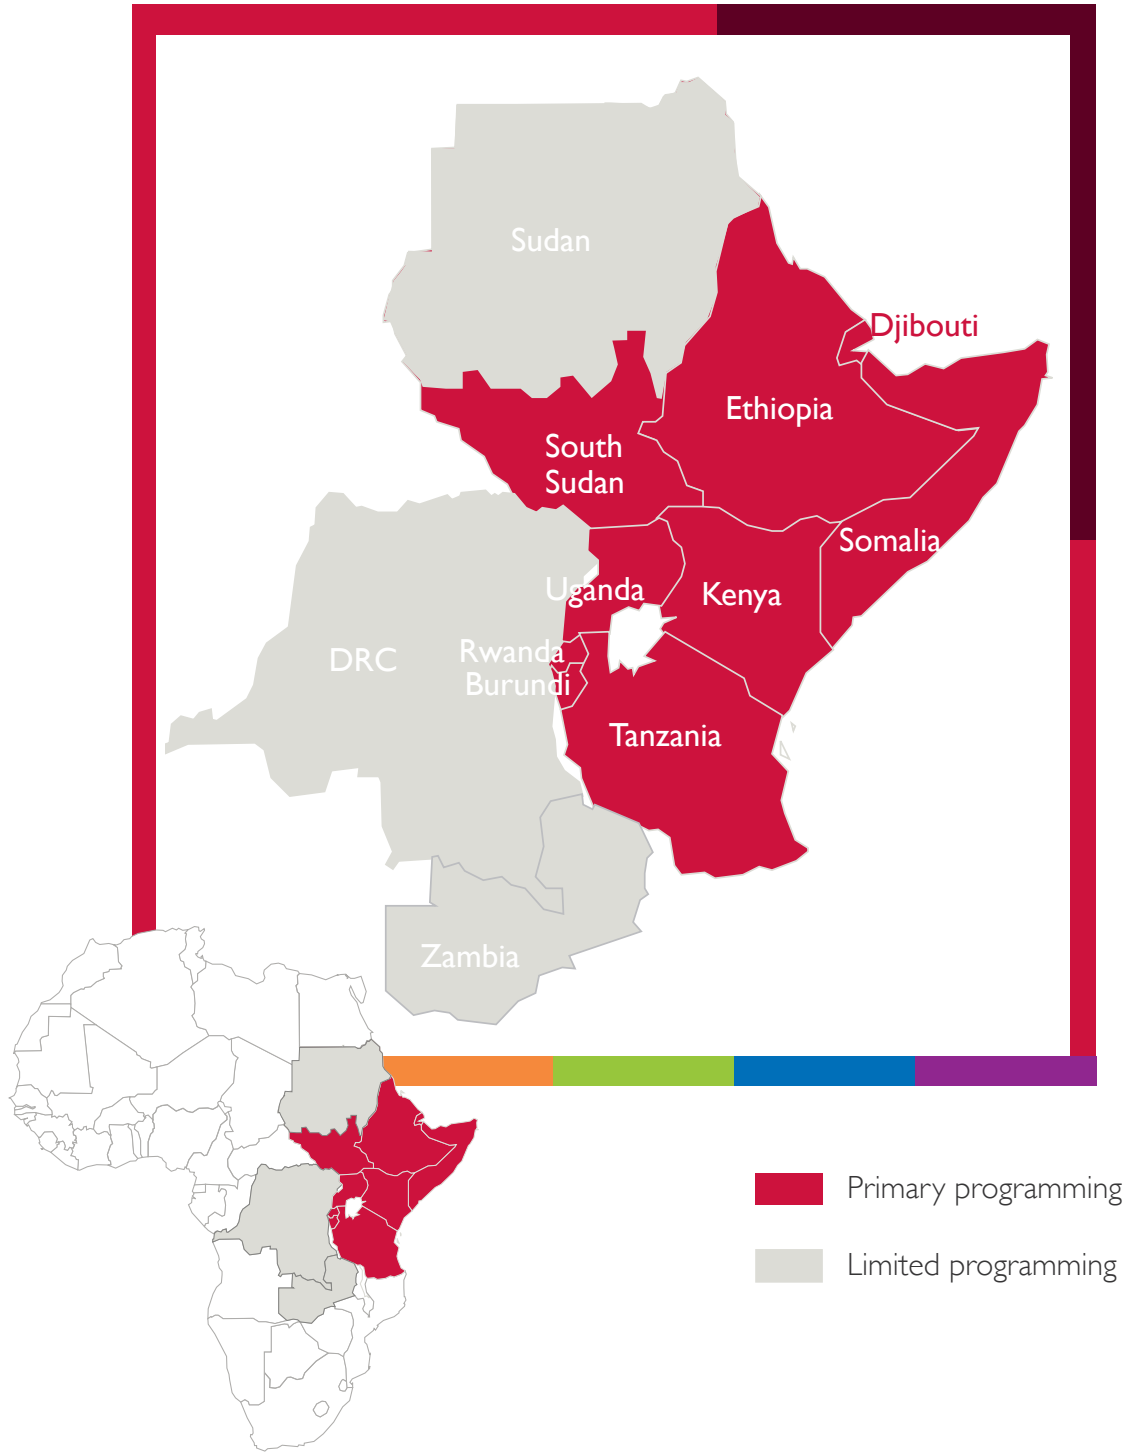 Sudan
Djibouti
Ethiopia
South
Sudan
Somalia
Uganda
Kenya
Rwanda
DRC
Burundi
Tanzania
Zambia
Primary programming
Limited programming